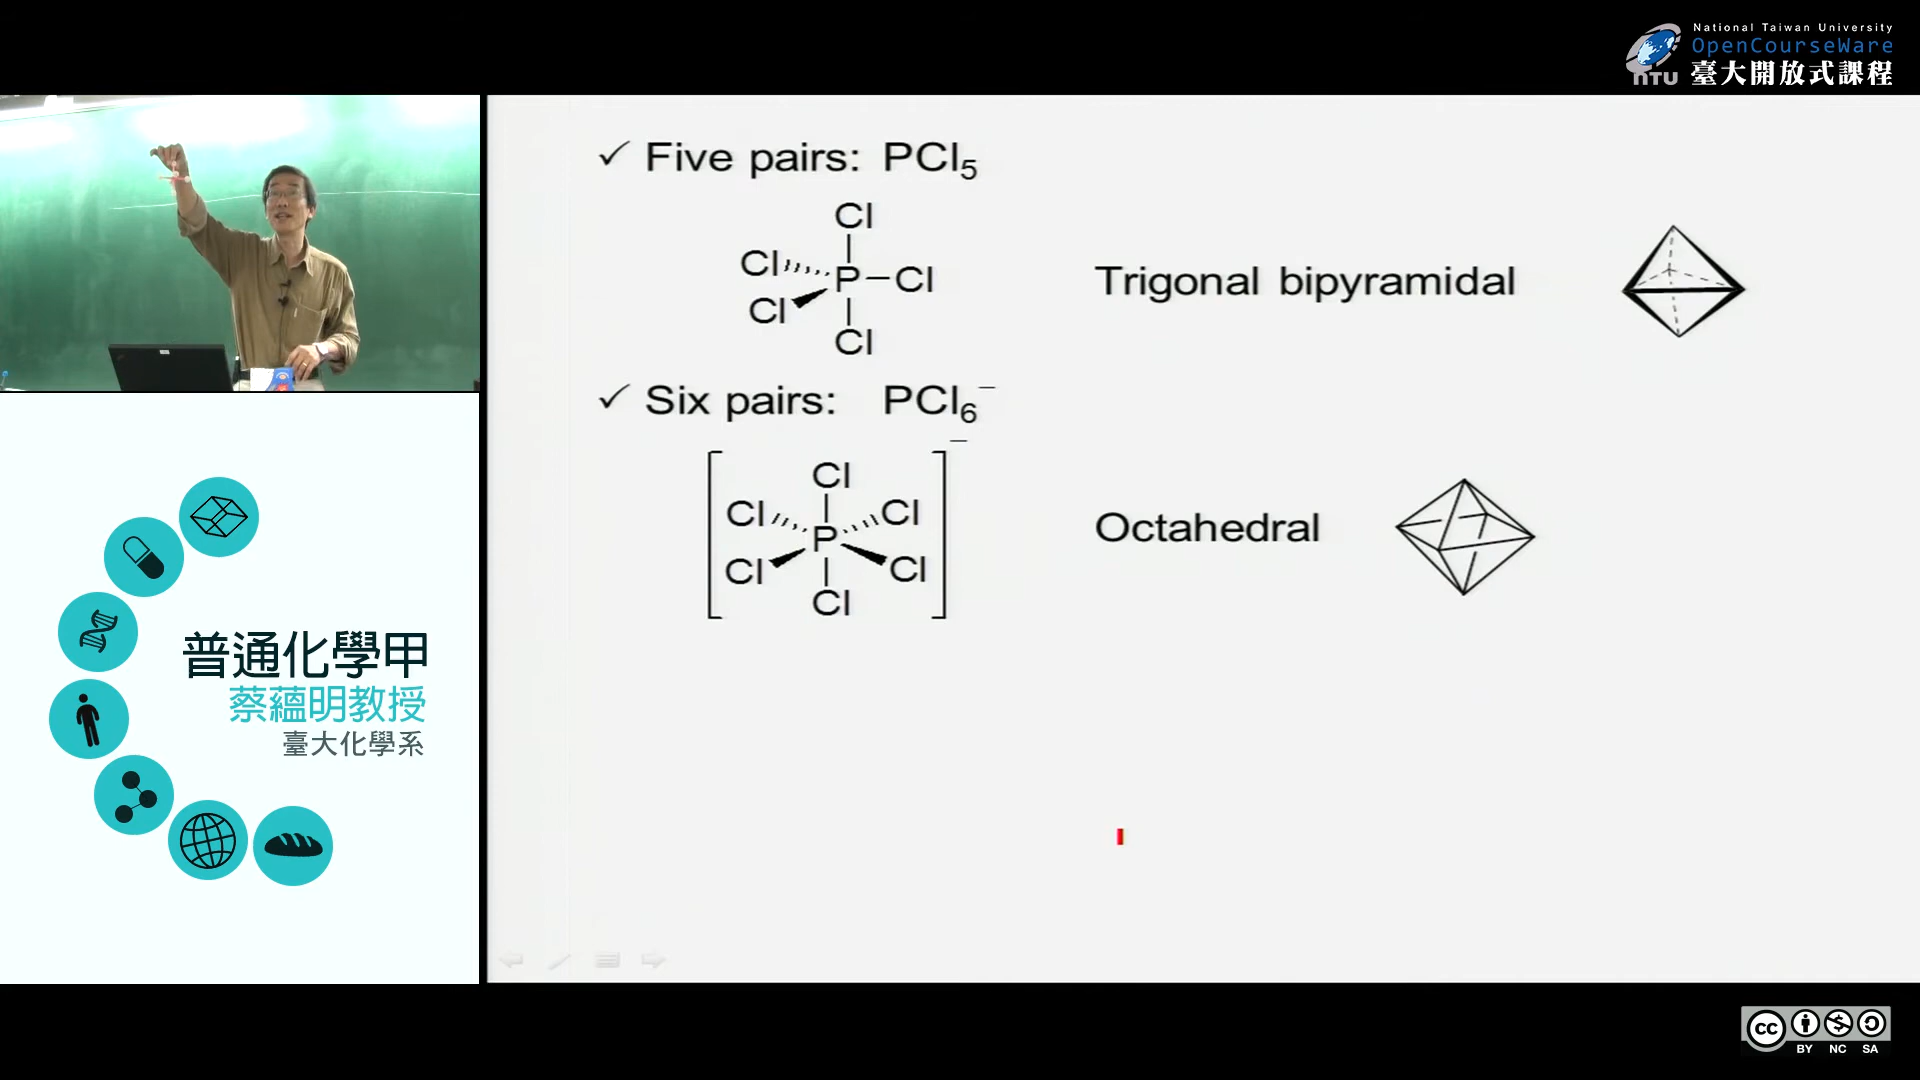 National Taiwan University
OpenCourseWare
NTU 臺大開放式課程
✓ Five pairs: PCl₅
Cl
Cl
P Cl
Cl
Cl
Trigonal bipyramidal
✓ Six pairs: PCl₆⁻
Cl
Cl Cl
P
Cl Cl
Cl
−
Octahedral
普通化學甲
蔡蘊明教授
臺大化學系
cc
BY NC SA